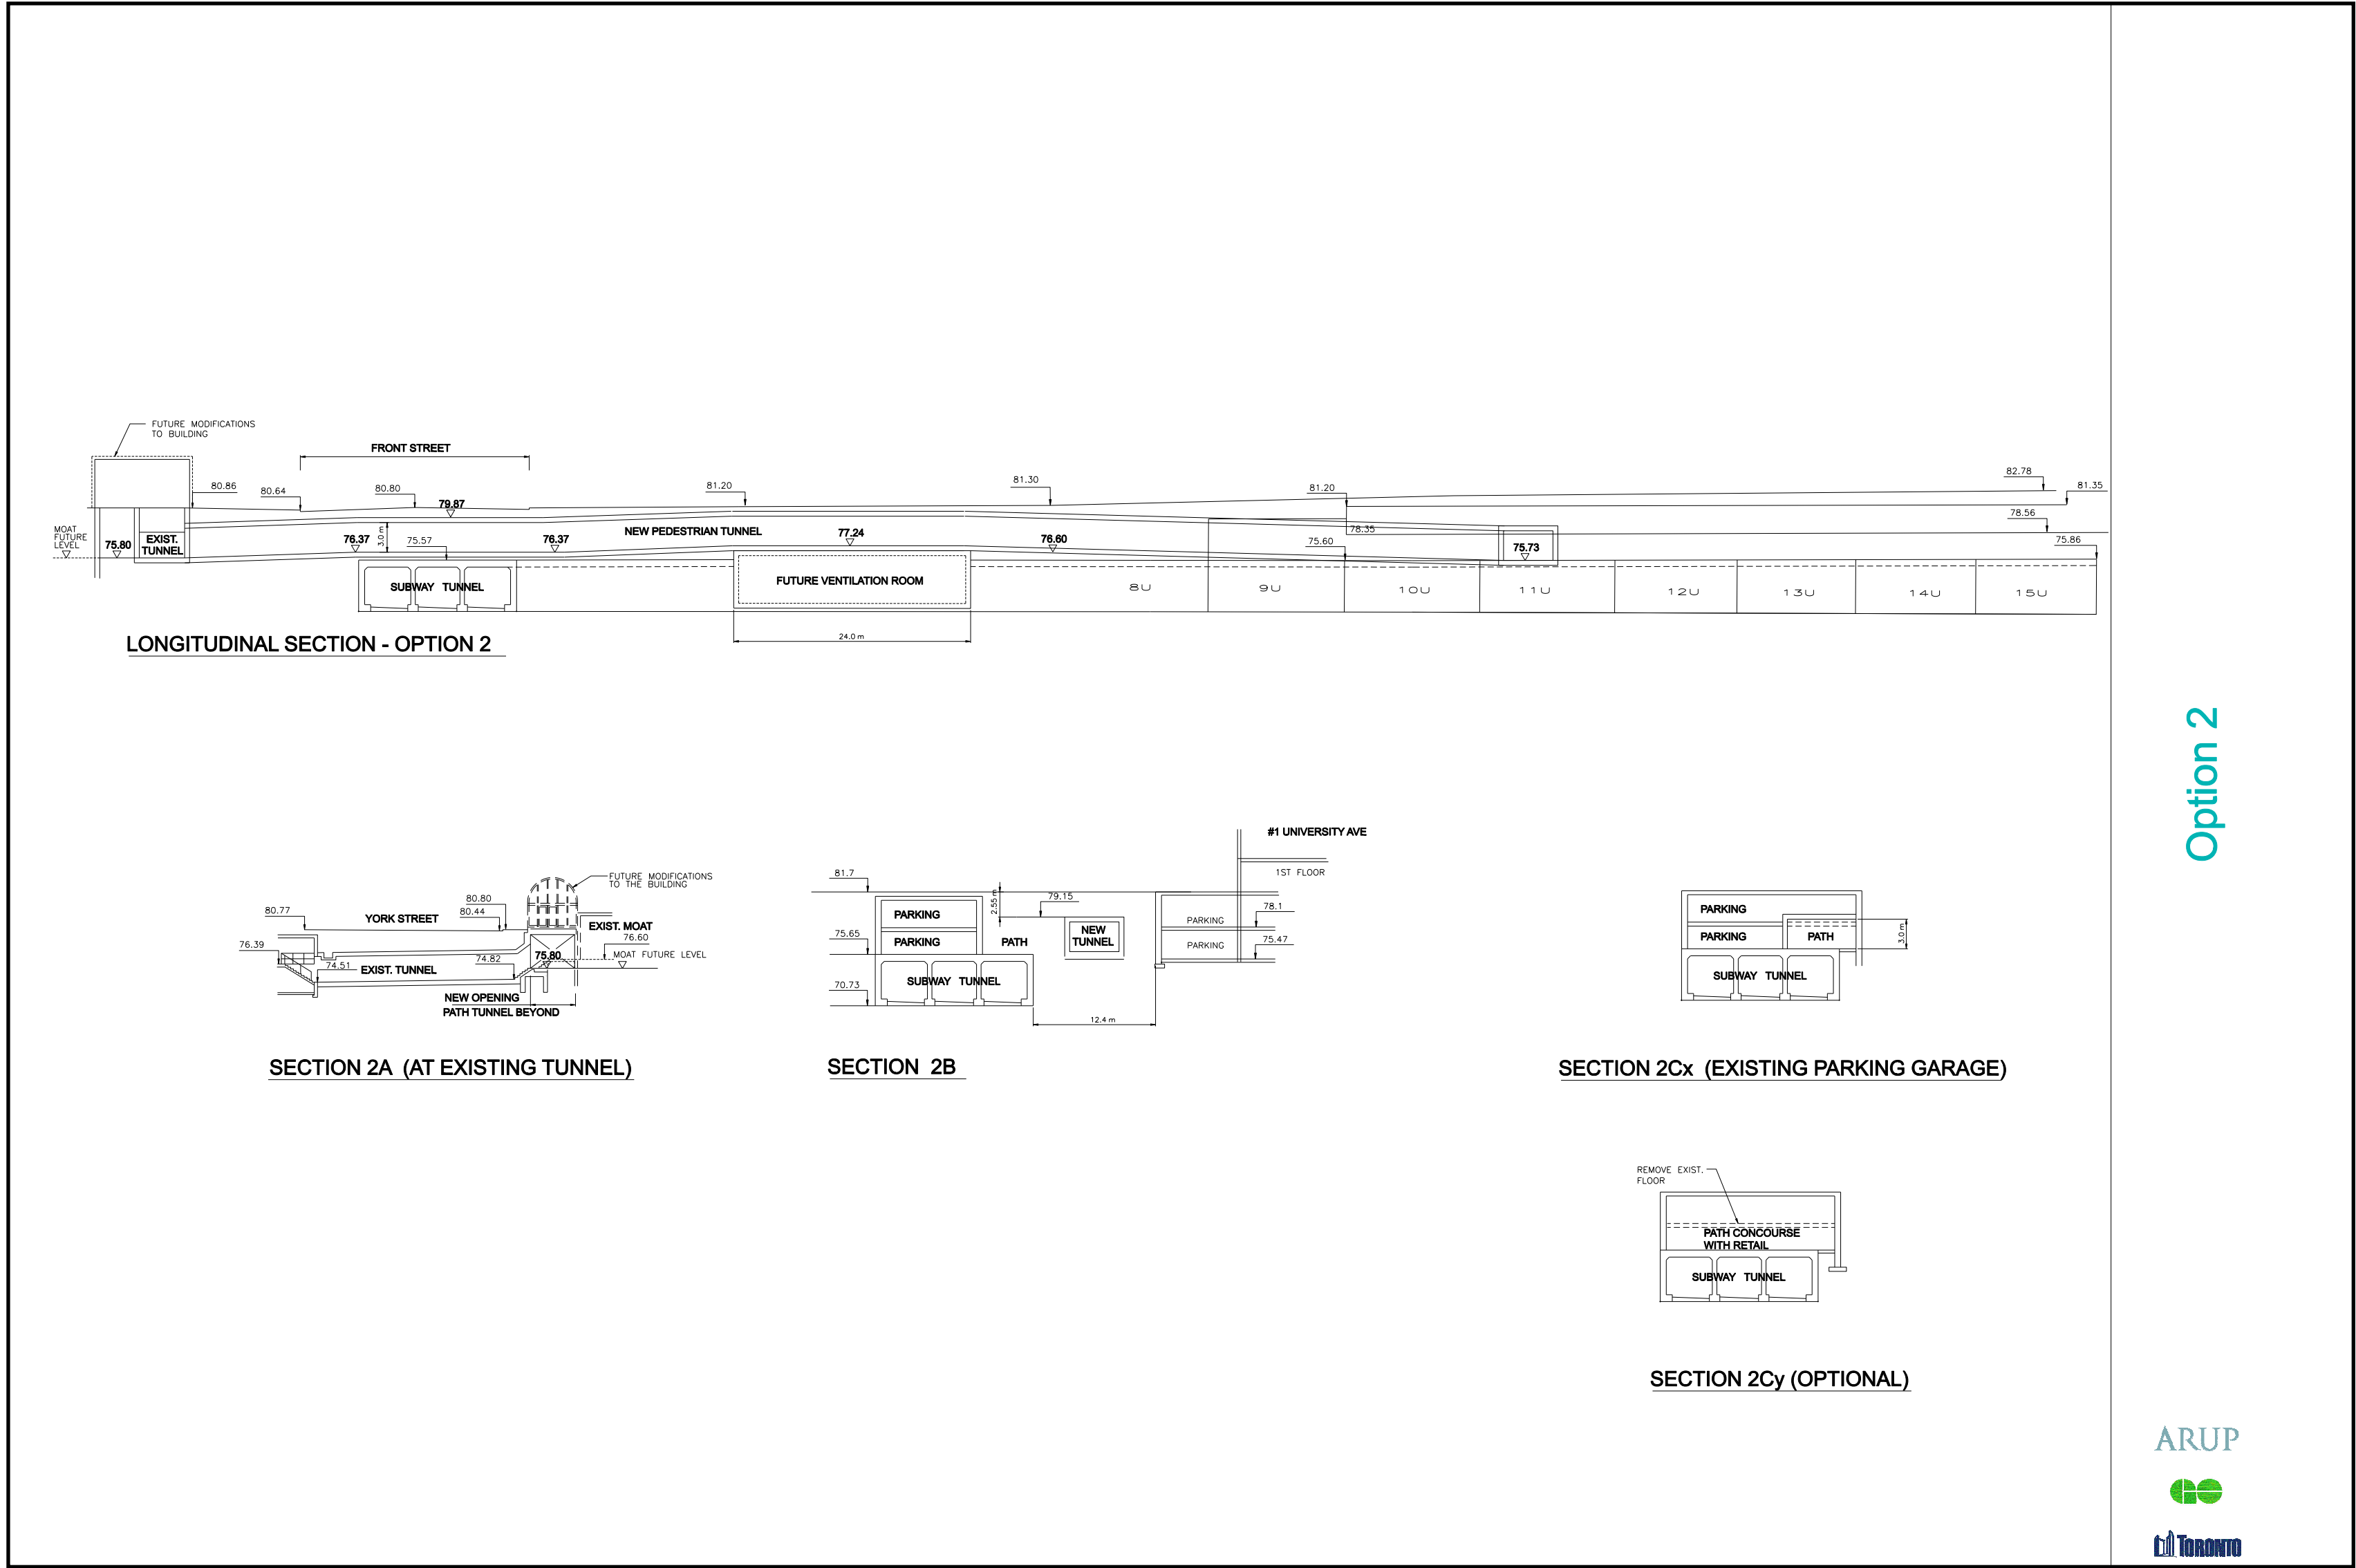 FUTURE MODIFICATIONS
TO BUILDING
FRONT STREET
80.86
80.64
80.80
79.87
81.20
81.30
81.20
82.78
81.35
78.56
75.86
MOAT
FUTURE
LEVEL
75.80
EXIST.
TUNNEL
76.37
3.0 m
75.57
76.37
NEW PEDESTRIAN TUNNEL
77.24
76.60
75.60
78.35
75.73
SUBWAY TUNNEL
FUTURE VENTILATION ROOM
8U
9U
10U
11U
12U
13U
14U
15U
24.0 m
LONGITUDINAL SECTION - OPTION 2
Option 2
FUTURE MODIFICATIONS
TO THE BUILDING
80.77
YORK STREET
80.80
80.44
EXIST. MOAT
76.60
76.39
74.51
EXIST. TUNNEL
74.82
75.80
MOAT FUTURE LEVEL
NEW OPENING
PATH TUNNEL BEYOND
SECTION 2A (AT EXISTING TUNNEL)
#1 UNIVERSITY AVE
1ST FLOOR
81.7
2.55 m
79.15
PARKING
PARKING
PATH
NEW
TUNNEL
PARKING
78.1
PARKING
75.47
75.65
SUBWAY TUNNEL
70.73
12.4 m
SECTION 2B
PARKING
PARKING
PATH
3.0 m
SUBWAY TUNNEL
SECTION 2Cx (EXISTING PARKING GARAGE)
REMOVE EXIST.
FLOOR
PATH CONCOURSE
WITH RETAIL
SUBWAY TUNNEL
SECTION 2Cy (OPTIONAL)
ARUP
GO
TORONTO